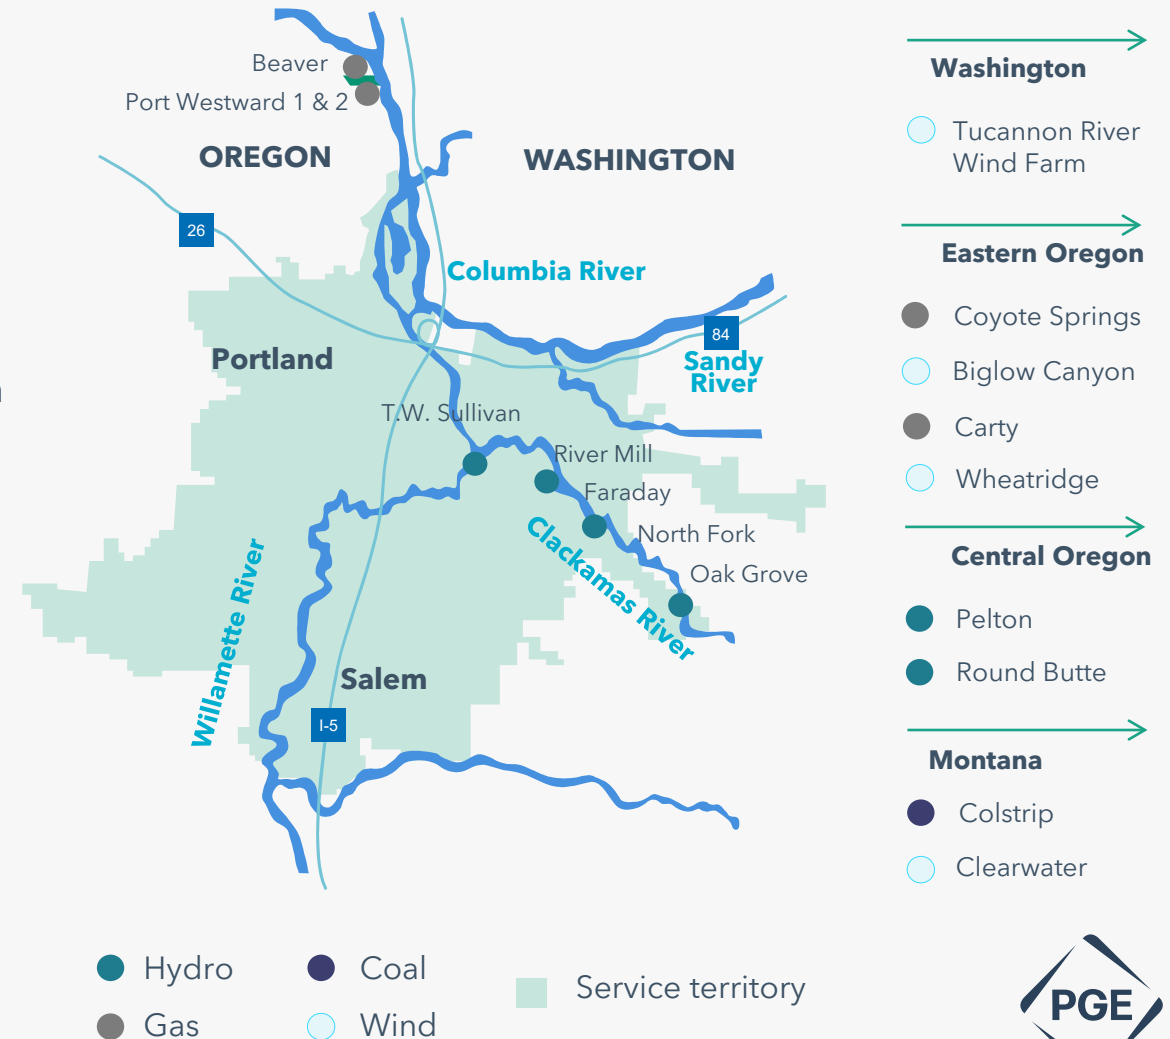 Beaver
Port Westward 1 & 2
OREGON
WASHINGTON
26
Columbia River
84
Portland
Sandy
River
T.W. Sullivan
River Mill
Faraday
North Fork
Oak Grove
Clackamas River
Willamette River
Salem
I-5
Washington
Tucannon River
Wind Farm
Eastern Oregon
Coyote Springs
Biglow Canyon
Carty
Wheatridge
Central Oregon
Pelton
Round Butte
Montana
Colstrip
Clearwater
Hydro
Coal
Gas
Wind
Service territory
PGE